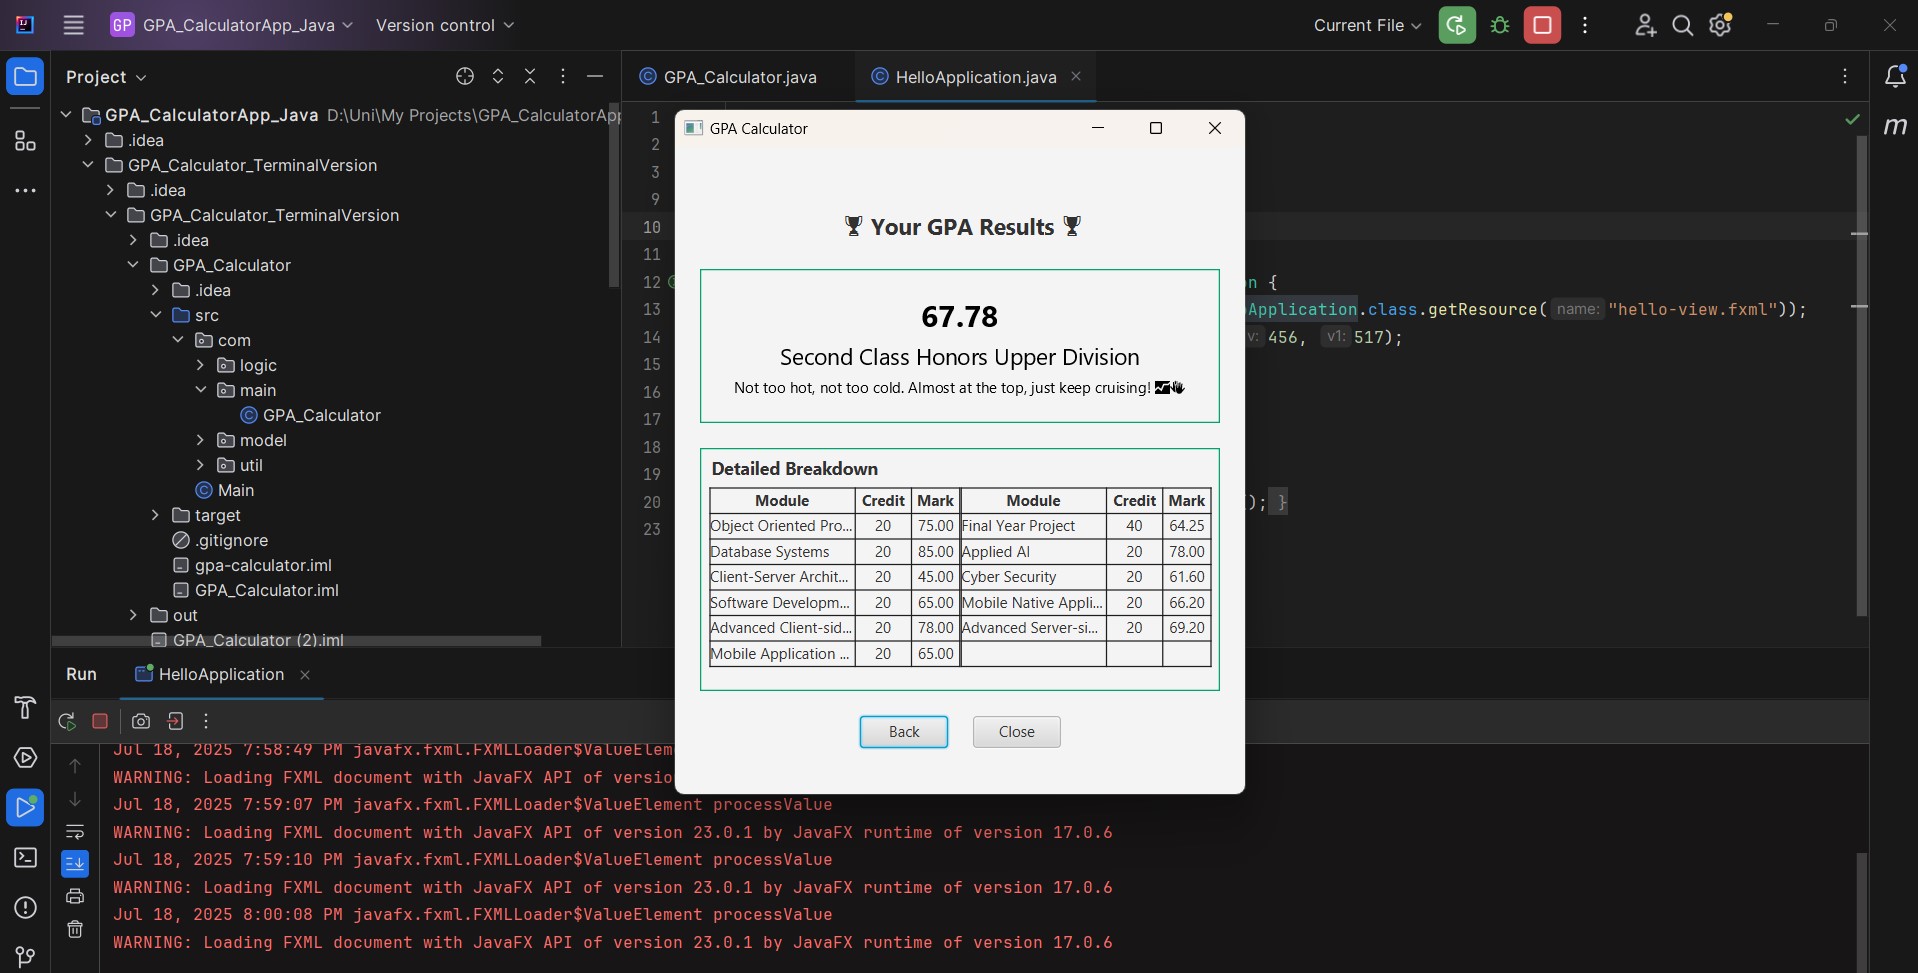 GP GPA_CalculatorApp_Java Version control Current File
Project
GPA_CalculatorApp_Java D:\Uni\My Projects\GPA_CalculatorApp
.idea
GPA_Calculator_TerminalVersion
.idea
GPA_Calculator_TerminalVersion
.idea
GPA_Calculator
.idea
src
com
logic
main
GPA_Calculator
model
util
Main
target
.gitignore
gpa-calculator.iml
GPA_Calculator.iml
out
GPA_Calculator (2).iml
GPA_Calculator.java HelloApplication.java
1
2
3
9
10
11
12 n {
13 Application.class.getResource( name: "hello-view.fxml"));
14 v: 456, v1: 517);
15
16
17
18
19
20 (); }
23
m
GPA Calculator
Your GPA Results
67.78
Second Class Honors Upper Division
Not too hot, not too cold. Almost at the top, just keep cruising!
Detailed Breakdown
Module Credit Mark Module Credit Mark
Object Oriented Pro... 20 75.00 Final Year Project 40 64.25
Database Systems 20 85.00 Applied AI 20 78.00
Client-Server Archit... 20 45.00 Cyber Security 20 61.60
Software Developm... 20 65.00 Mobile Native Appli... 20 66.20
Advanced Client-sid... 20 78.00 Advanced Server-si... 20 69.20
Mobile Application ... 20 65.00
Back Close
Run HelloApplication
Jul 18, 2025 7:58:49 PM javafx.fxml.FXMLLoader$ValueElem
WARNING: Loading FXML document with JavaFX API of versio
Jul 18, 2025 7:59:07 PM javafx.fxml.FXMLLoader$ValueElement processValue
WARNING: Loading FXML document with JavaFX API of version 23.0.1 by JavaFX runtime of version 17.0.6
Jul 18, 2025 7:59:10 PM javafx.fxml.FXMLLoader$ValueElement processValue
WARNING: Loading FXML document with JavaFX API of version 23.0.1 by JavaFX runtime of version 17.0.6
Jul 18, 2025 8:00:08 PM javafx.fxml.FXMLLoader$ValueElement processValue
WARNING: Loading FXML document with JavaFX API of version 23.0.1 by JavaFX runtime of version 17.0.6